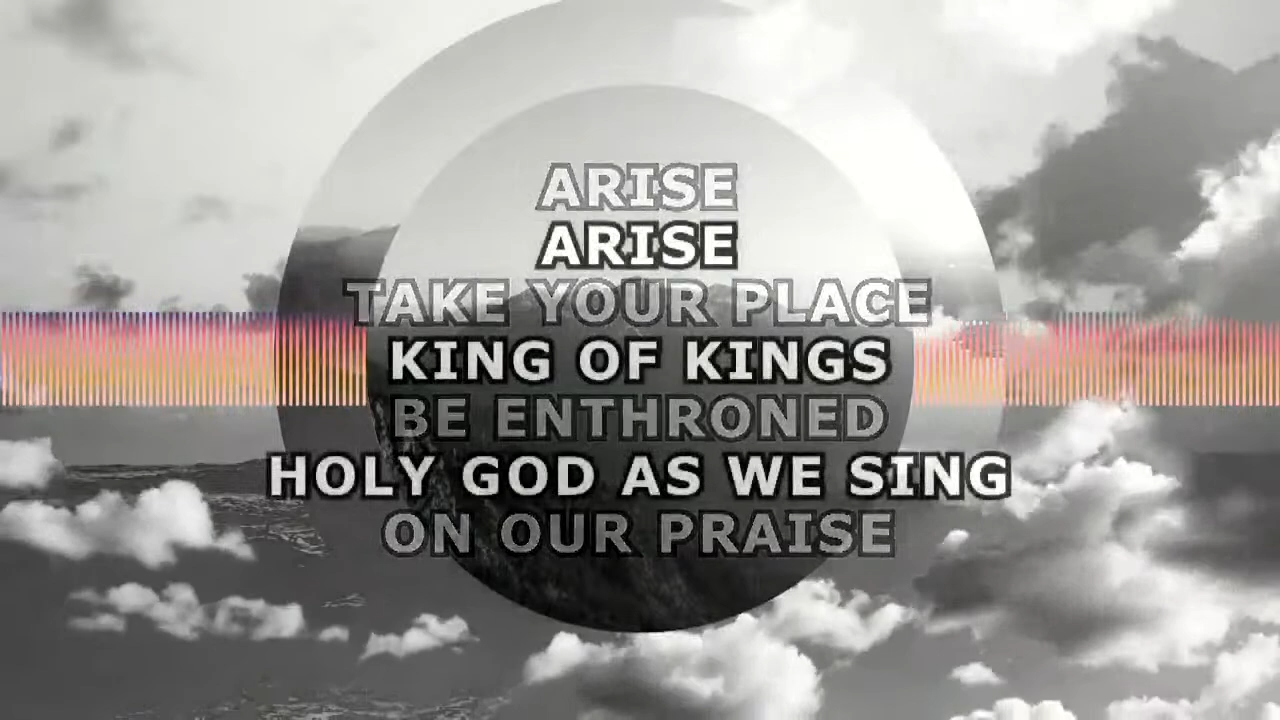 ARISE
ARISE
TAKE YOUR PLACE
KING OF KINGS
BE ENTHRONED
HOLY GOD AS WE SING
ON OUR PRAISE